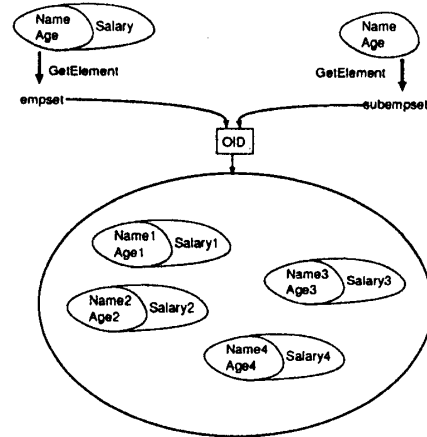 Name
Age
Salary
GetElement
empset
Name
Age
GetElement
subempset
OID
Name1
Age1
Salary1
Name2
Age2
Salary2
Name3
Age3
Salary3
Name4
Age4
Salary4